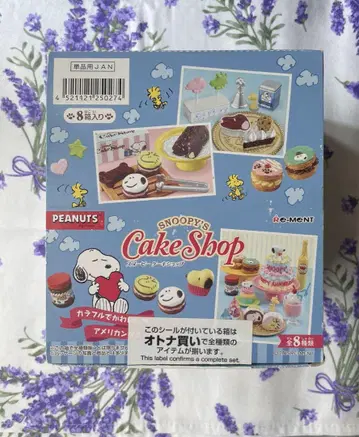 単品用JAN
4 521121 250274
8箱入り
PEANUTS
RE-MENT
SNOOPY'S
Cake Shop
スヌーピーケーキショップ
カラフルでかわ
アメリカン
このシールが付いている箱は
オトナ買いで全種類の
アイテムが揃います。
This label confirms a complete set.
全8種類